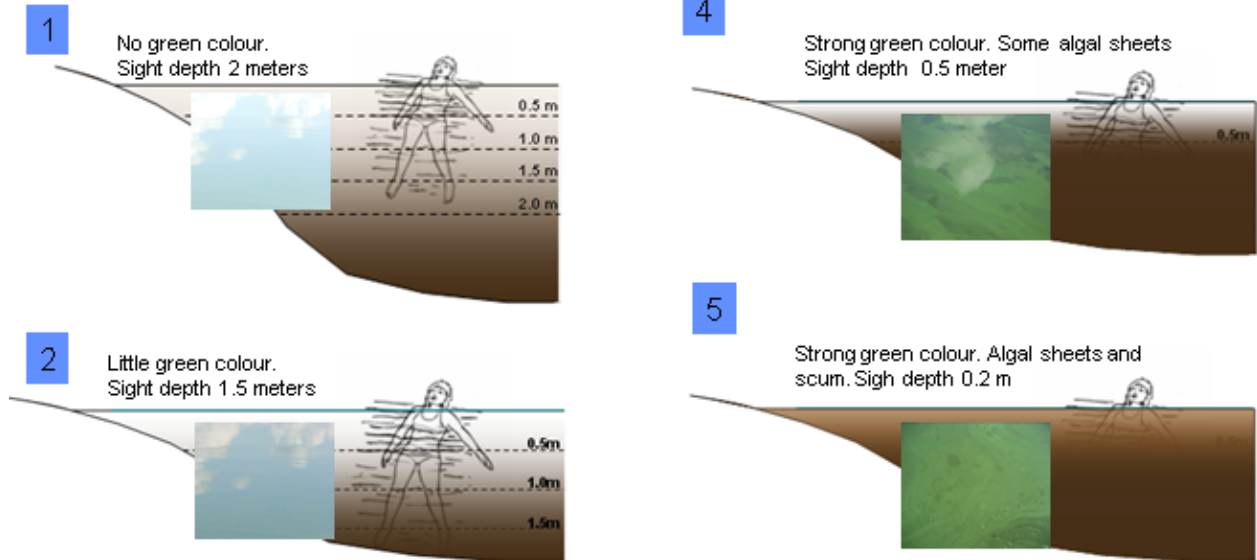 1
No green colour.
Sight depth 2 meters
0.5 m
1.0 m
1.5 m
2.0 m
2
Little green colour.
Sight depth 1.5 meters
0.5m
1.0m
1.5m
4
Strong green colour. Some algal sheets
Sight depth 0.5 meter
0.5m
5
Strong green colour. Algal sheets and
scum. Sigh depth 0.2 m
0.5m